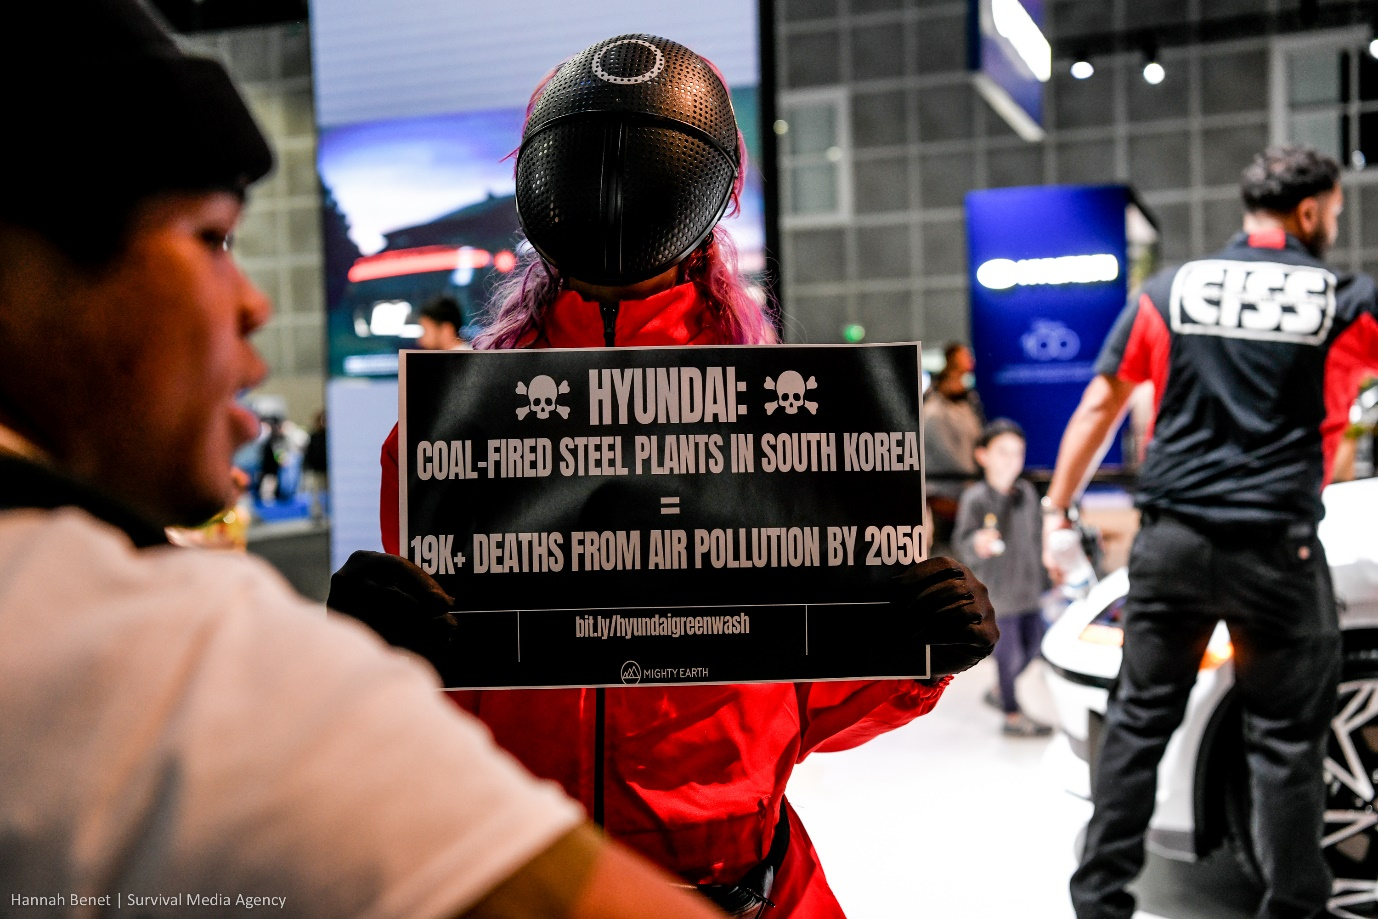 HYUNDAI:
COAL-FIRED STEEL PLANTS IN SOUTH KOREA
=
19K+ DEATHS FROM AIR POLLUTION BY 2050
bit.ly/hyundaigreenwash
MIGHTY EARTH
EISS
Hannah Benet | Survival Media Agency